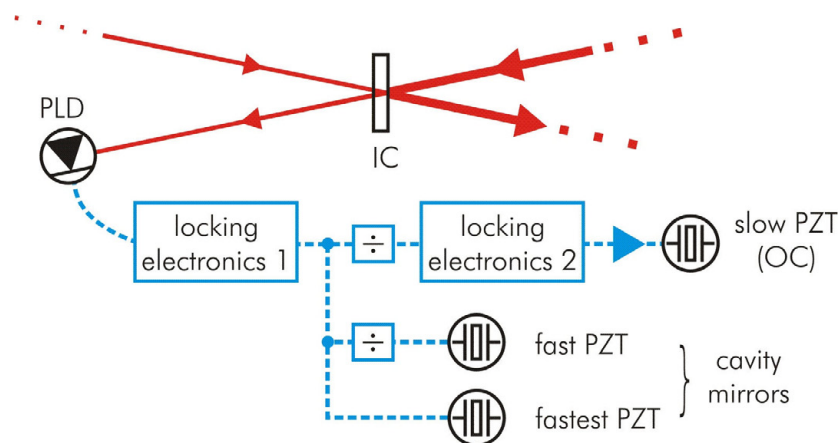 PLD
IC
locking
electronics 1
÷
locking
electronics 2
slow PZT
(OC)
÷
fast PZT
fastest PZT
cavity
mirrors